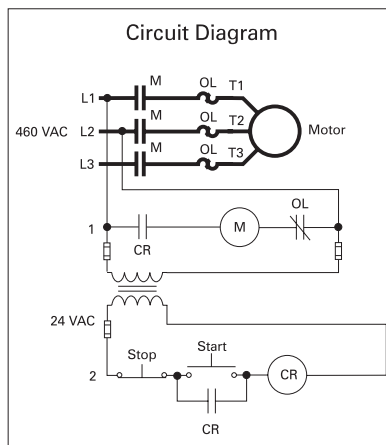 Circuit Diagram
M OL T1
L1
M OL T2
460 VAC L2 Motor
M OL T3
L3
OL
1 M
CR
24 VAC
Stop Start
2 CR
CR